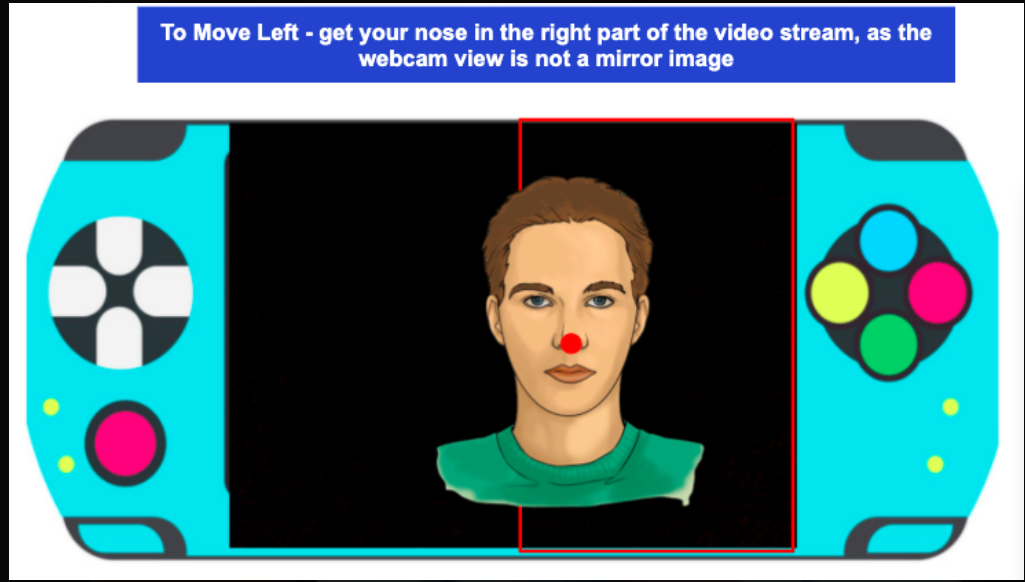 To Move Left - get your nose in the right part of the video stream, as the
webcam view is not a mirror image